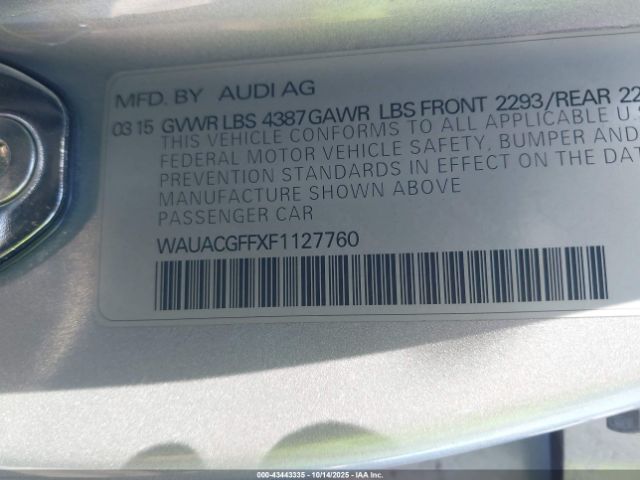 MFD. BY AUDI AG
03 15 GVWR LBS 4387 GAWR LBS FRONT 2293/REAR 22
THIS VEHICLE CONFORMS TO ALL APPLICABLE U.
FEDERAL MOTOR VEHICLE SAFETY, BUMPER AND
PREVENTION STANDARDS IN EFFECT ON THE DAT
MANUFACTURE SHOWN ABOVE
PASSENGER CAR
WAUACGFFXF1127760
000-43443335 - 10/14/2025 - IAA Inc.